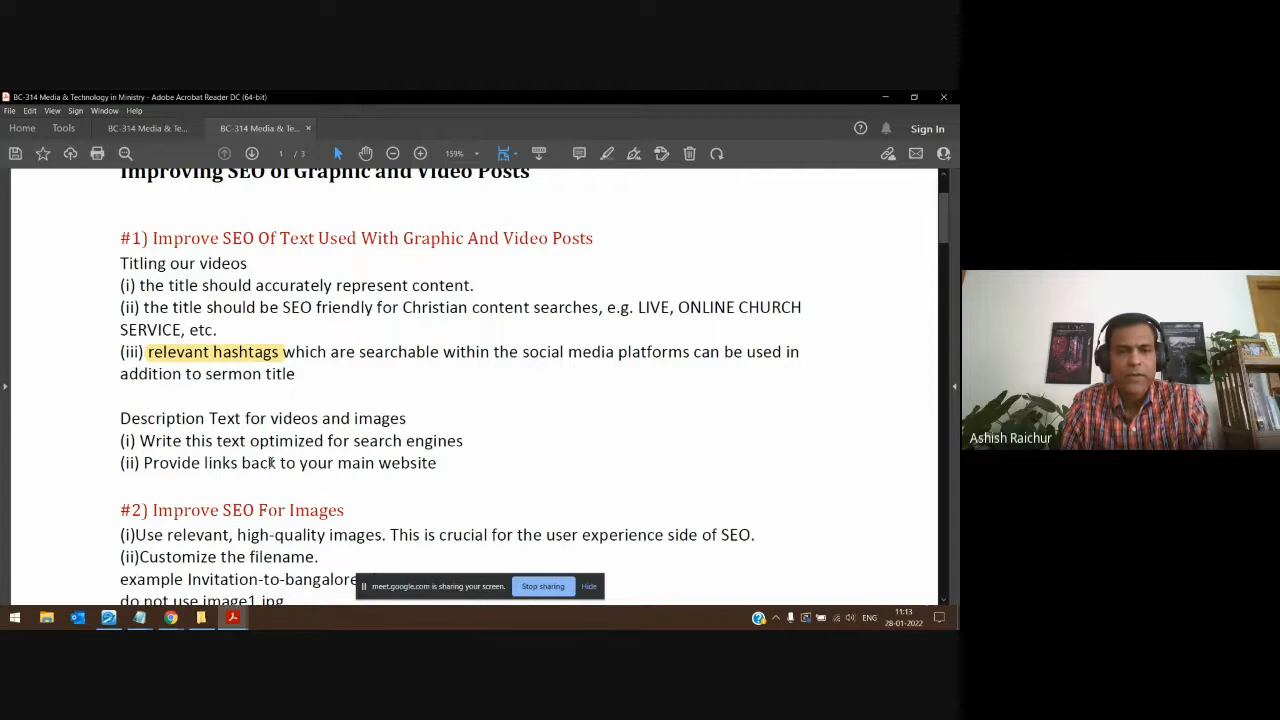 BC-314 Media & Technology in Ministry - Adobe Acrobat Reader DC (64-bit)
File Edit View Sign Window Help
Home Tools BC-314 Media & Te... BC-314 Media & Te... × Sign In
1 / 3 159%
Improving SEO of Graphic and Video Posts
#1) Improve SEO Of Text Used With Graphic And Video Posts
Titling our videos
(i) the title should accurately represent content.
(ii) the title should be SEO friendly for Christian content searches, e.g. LIVE, ONLINE CHURCH
SERVICE, etc.
(iii) relevant hashtags which are searchable within the social media platforms can be used in
addition to sermon title
Description Text for videos and images
(i) Write this text optimized for search engines
(ii) Provide links back to your main website
#2) Improve SEO For Images
(i)Use relevant, high-quality images. This is crucial for the user experience side of SEO.
(ii)Customize the filename.
example Invitation-to-bangalore
do not use image1.jpg
meet.google.com is sharing your screen. Stop sharing Hide
ENG 11:13
28-01-2022
Ashish Raichur